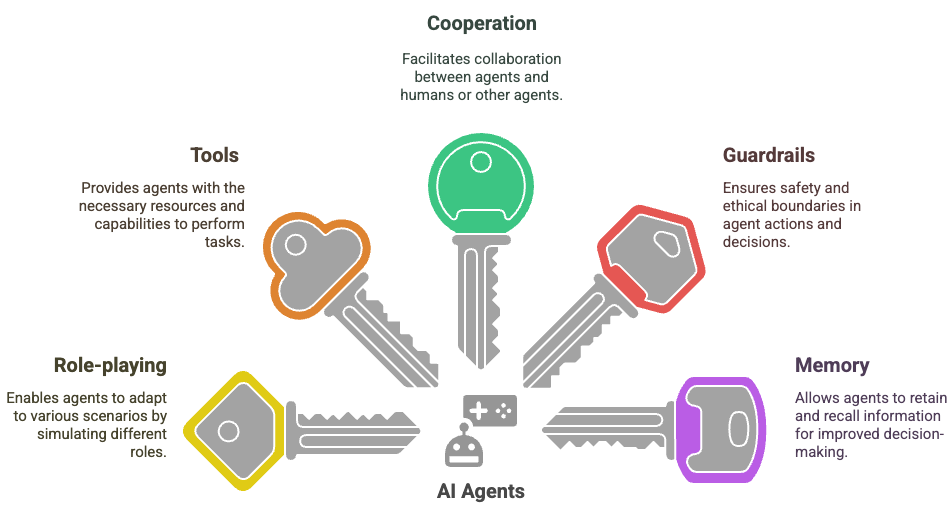 Cooperation
Facilitates collaboration
between agents and
humans or other agents.
Tools
Provides agents with the
necessary resources and
capabilities to perform
tasks.
Guardrails
Ensures safety and
ethical boundaries in
agent actions and
decisions.
Role-playing
Enables agents to adapt
to various scenarios by
simulating different
roles.
Memory
Allows agents to retain
and recall information
for improved decision-
making.
AI Agents